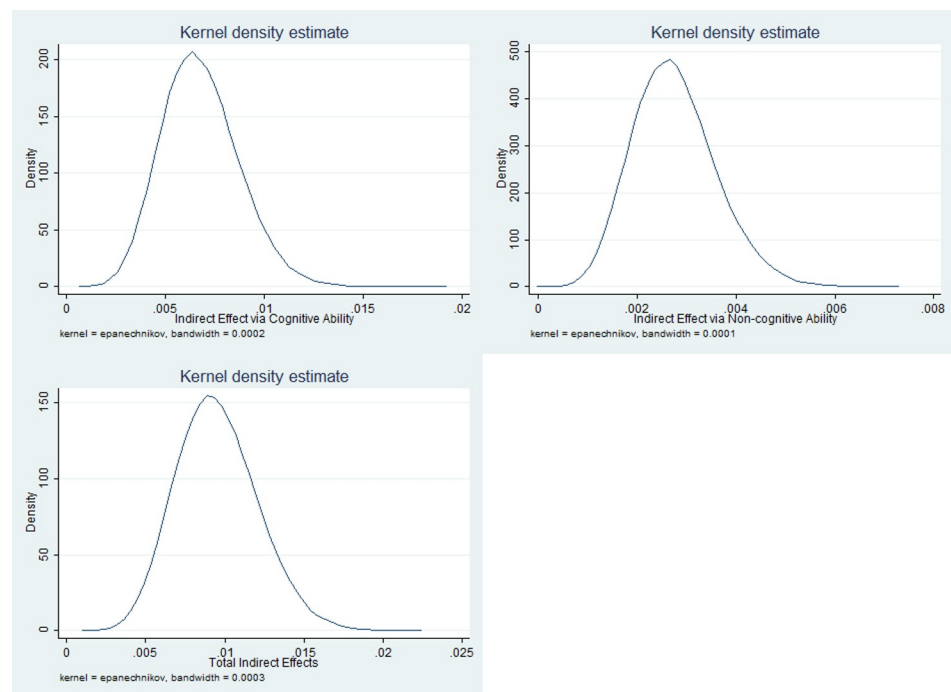 Kernel density estimate
200
150
100
50
0
Density
0 .005 .01 .015 .02
Indirect Effect via Cognitive Ability
kernel = epanechnikov, bandwidth = 0.0002
Kernel density estimate
500
400
300
200
100
0
Density
0 .002 .004 .006 .008
Indirect Effect via Non-cognitive Ability
kernel = epanechnikov, bandwidth = 0.0001
Kernel density estimate
150
100
50
0
Density
0 .005 .01 .015 .02 .025
Total Indirect Effects
kernel = epanechnikov, bandwidth = 0.0003